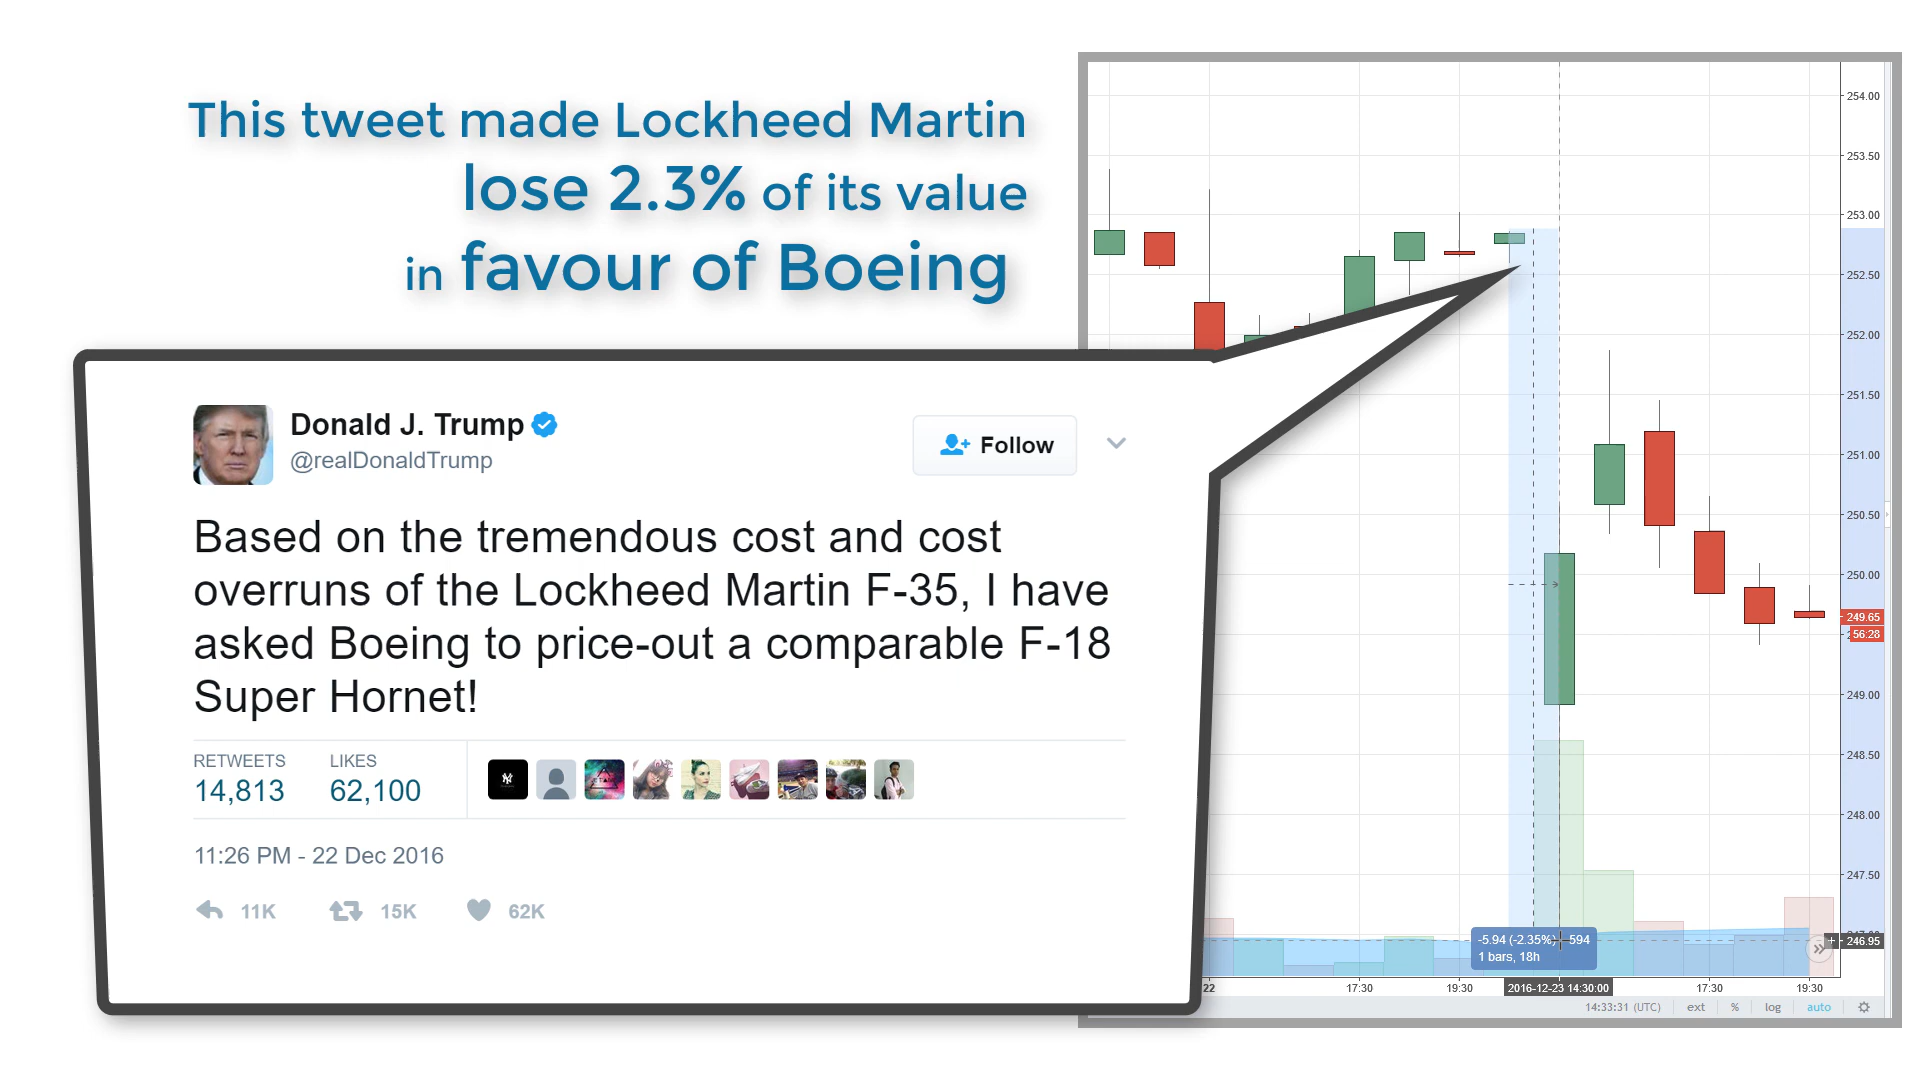 This tweet made Lockheed Martin
lose 2.3% of its value
in favour of Boeing
Donald J. Trump
@realDonaldTrump
Follow
Based on the tremendous cost and cost
overruns of the Lockheed Martin F-35, I have
asked Boeing to price-out a comparable F-18
Super Hornet!
RETWEETS LIKES
14,813 62,100
11:26 PM - 22 Dec 2016
11K 15K 62K
254.00
253.50
253.00
252.50
252.00
251.50
251.00
250.50
250.00
249.65
56:28
249.00
248.50
248.00
247.50
246.95
-5.94 (-2.35%) 594
1 bars, 18h
22 17:30 19:30 2016-12-23 14:30:00 17:30 19:30
14:33:31 (UTC) ext % log auto